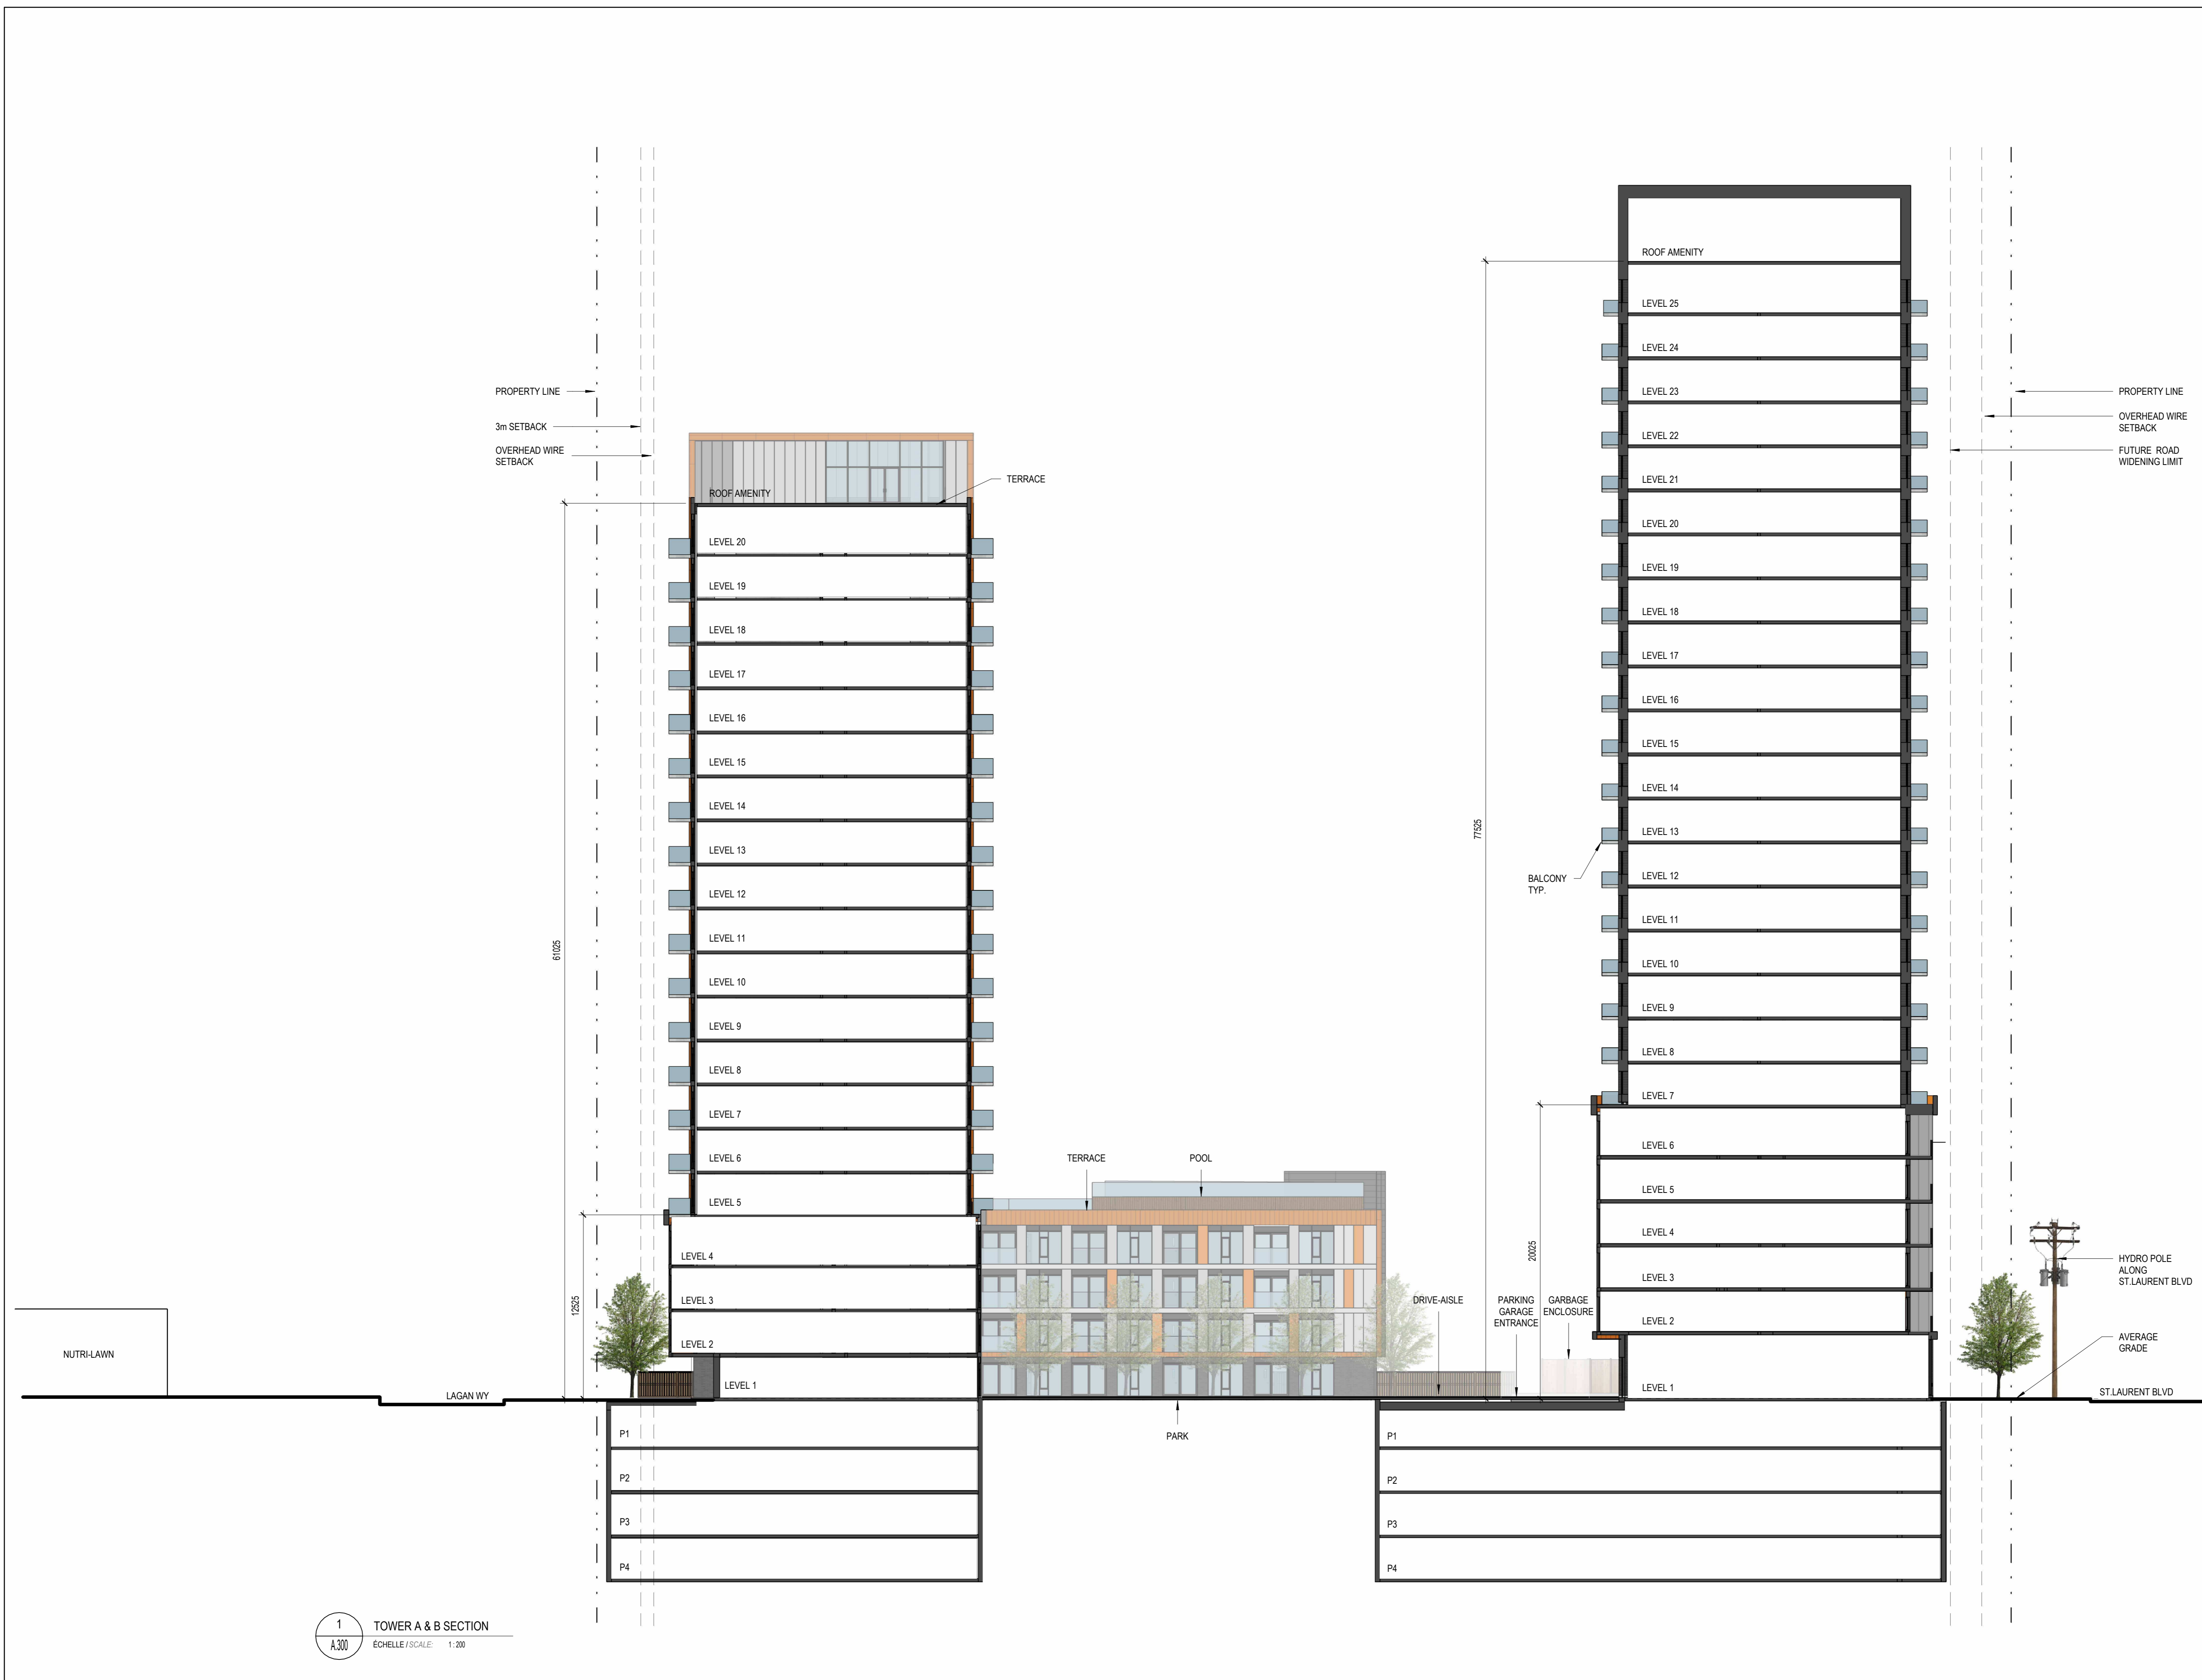 ROOF AMENITY
LEVEL 25
LEVEL 24
LEVEL 23
LEVEL 22
LEVEL 21
LEVEL 20
LEVEL 19
LEVEL 18
LEVEL 17
LEVEL 16
LEVEL 15
LEVEL 14
LEVEL 13
LEVEL 12
LEVEL 11
LEVEL 10
LEVEL 9
LEVEL 8
LEVEL 7
LEVEL 6
LEVEL 5
LEVEL 4
LEVEL 3
LEVEL 2
LEVEL 1
P1
P2
P3
P4
PROPERTY LINE
3m SETBACK
OVERHEAD WIRE
SETBACK
ROOF AMENITY
TERRACE
LEVEL 20
LEVEL 19
LEVEL 18
LEVEL 17
LEVEL 16
LEVEL 15
LEVEL 14
LEVEL 13
LEVEL 12
LEVEL 11
LEVEL 10
LEVEL 9
LEVEL 8
LEVEL 7
LEVEL 6
LEVEL 5
LEVEL 4
LEVEL 3
LEVEL 2
LEVEL 1
P1
P2
P3
P4
61025
12525
77525
20025
BALCONY
TYP.
TERRACE
POOL
DRIVE-AISLE
PARKING
GARAGE
ENTRANCE
GARBAGE
ENCLOSURE
PARK
PROPERTY LINE
OVERHEAD WIRE
SETBACK
FUTURE ROAD
WIDENING LIMIT
HYDRO POLE
ALONG
ST.LAURENT BLVD
AVERAGE
GRADE
ST.LAURENT BLVD
NUTRI-LAWN
LAGAN WY
1
A.300
TOWER A & B SECTION
ÉCHELLE / SCALE: 1 : 200